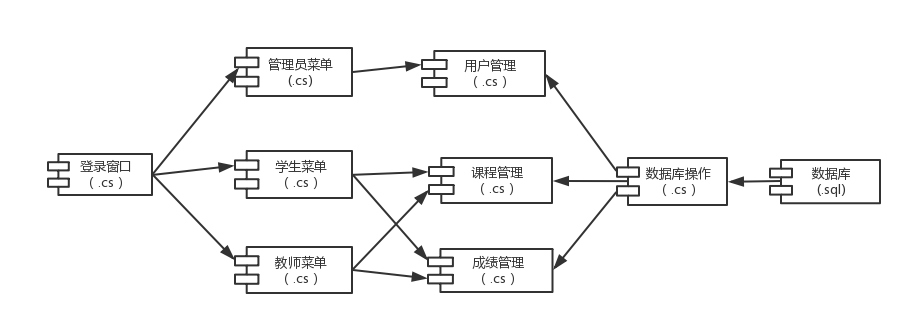 管理员菜单
(.cs)
用户管理
( .cs )
登录窗口
( .cs )
学生菜单
( .cs )
课程管理
( .cs )
数据库操作
( .cs )
数据库
(.sql)
教师菜单
( .cs )
成绩管理
( .cs )